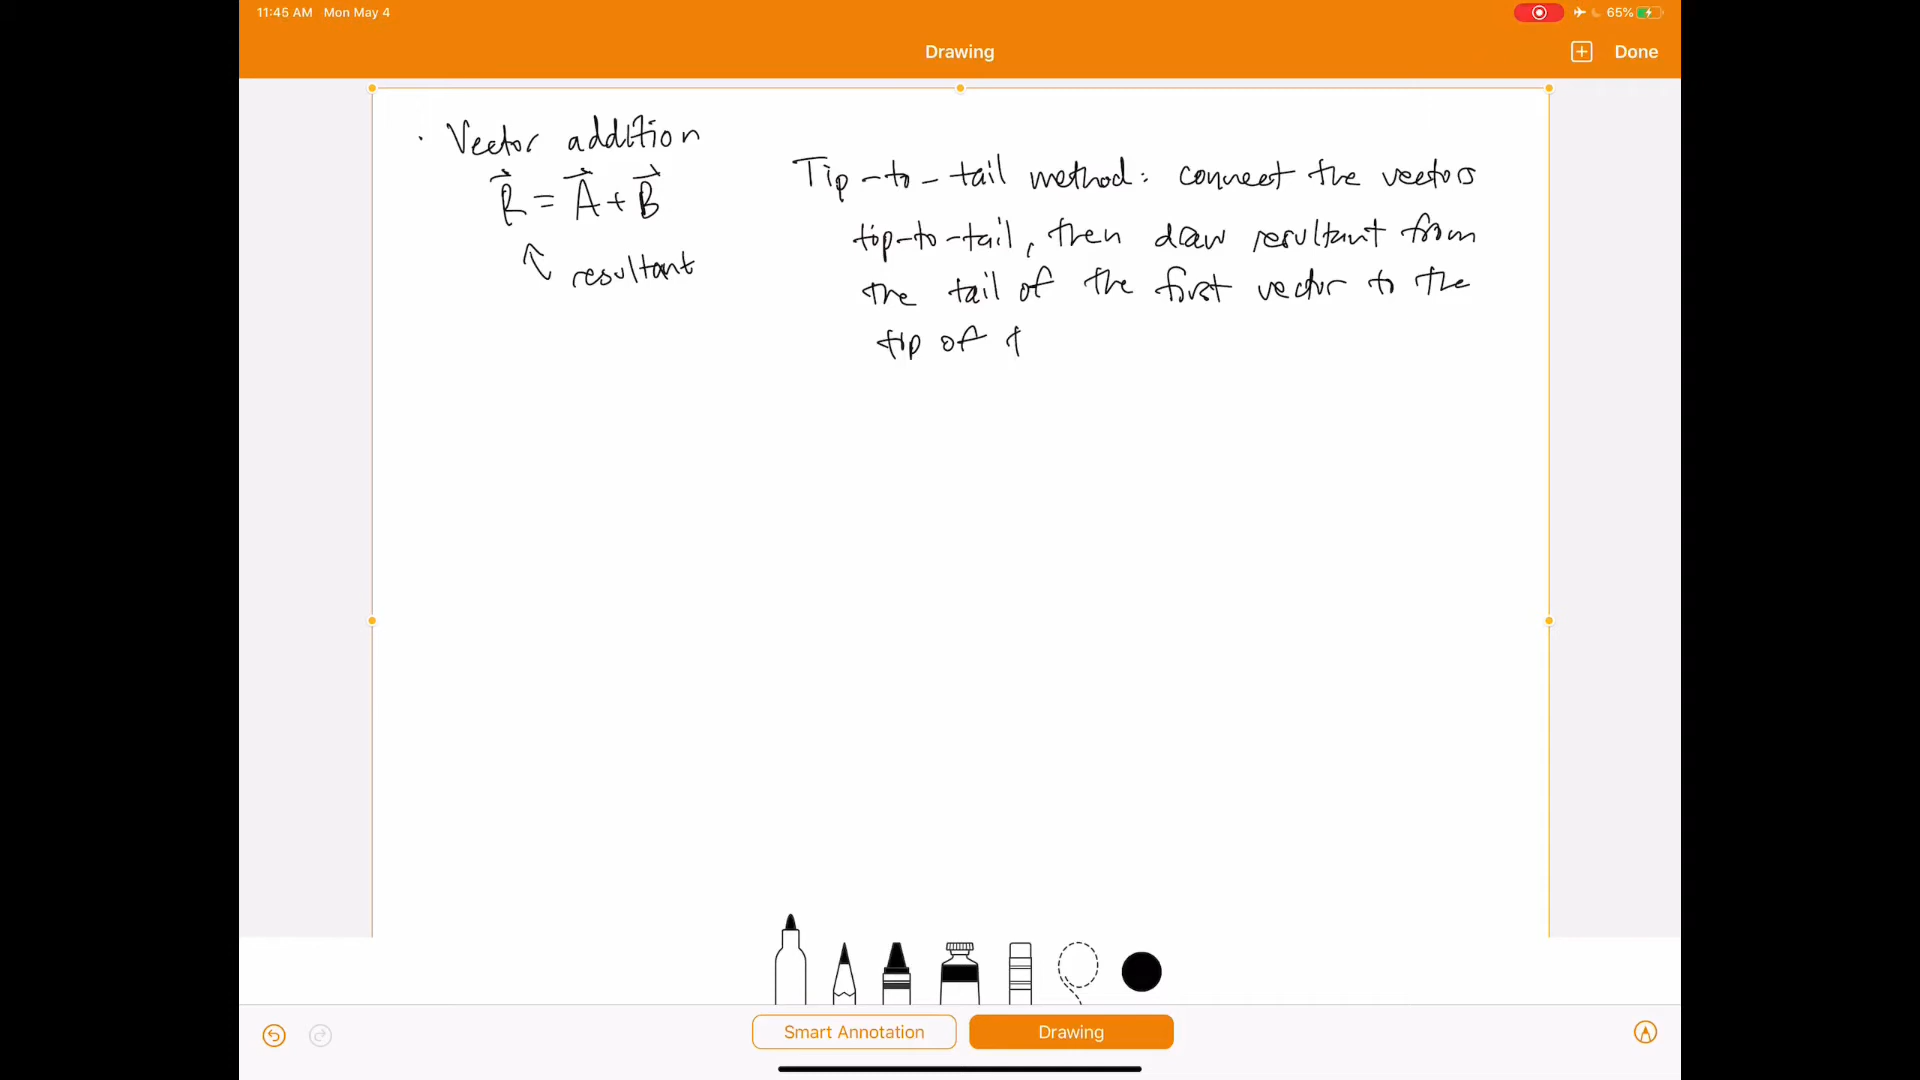 11:45 AM Mon May 4
65%
Drawing
Done
· Vector addition
R⃗ = A⃗ + B⃗
resultant
Tip-to-tail method: connect the vectors
tip-to-tail, then draw resultant from
the tail of the first vector to the
tip of t
Smart Annotation
Drawing